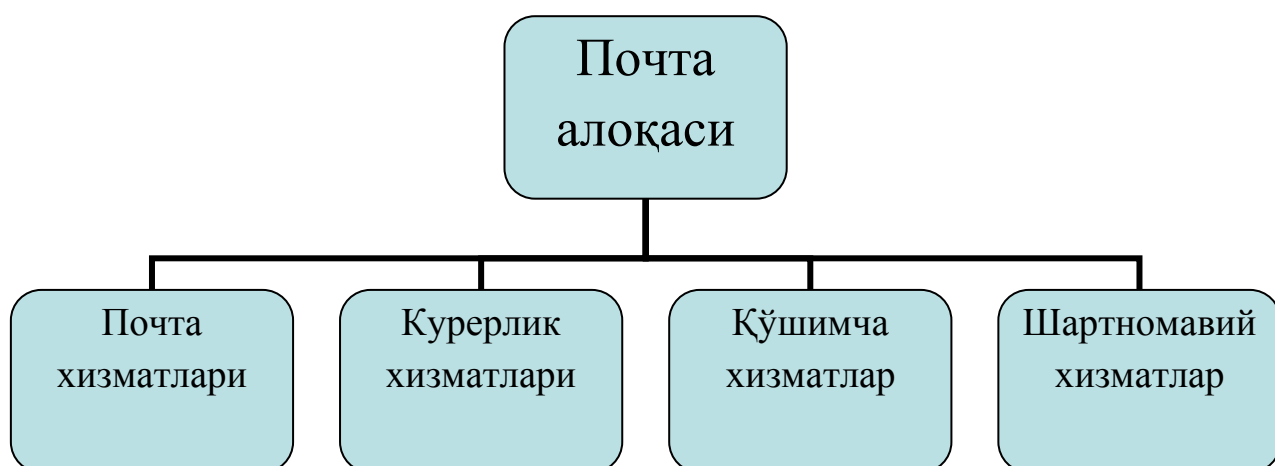 Почта
алоқаси
Почта
хизматлари
Курерлик
хизматлари
Қўшимча
хизматлар
Шартномавий
хизматлар